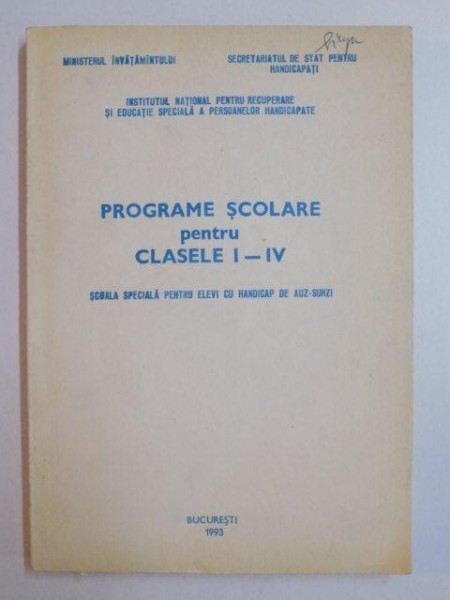 MINISTERUL ÎNVĂŢĂMÎNTULUI
SECRETARIATUL DE STAT PENTRU
HANDICAPAŢI
INSTITUTUL NAŢIONAL PENTRU RECUPERARE
ŞI EDUCAŢIE SPECIALĂ A PERSOANELOR HANDICAPATE
PROGRAME ŞCOLARE
pentru
CLASELE I—IV
ŞCOALA SPECIALĂ PENTRU ELEVI CU HANDICAP DE AUZ-SURZI
BUCUREŞTI
1993